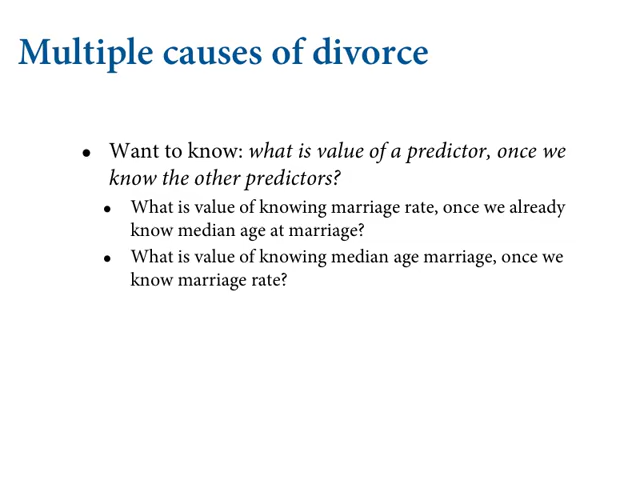 Multiple causes of divorce
• Want to know: what is value of a predictor, once we
know the other predictors?
• What is value of knowing marriage rate, once we already
know median age at marriage?
• What is value of knowing median age marriage, once we
know marriage rate?